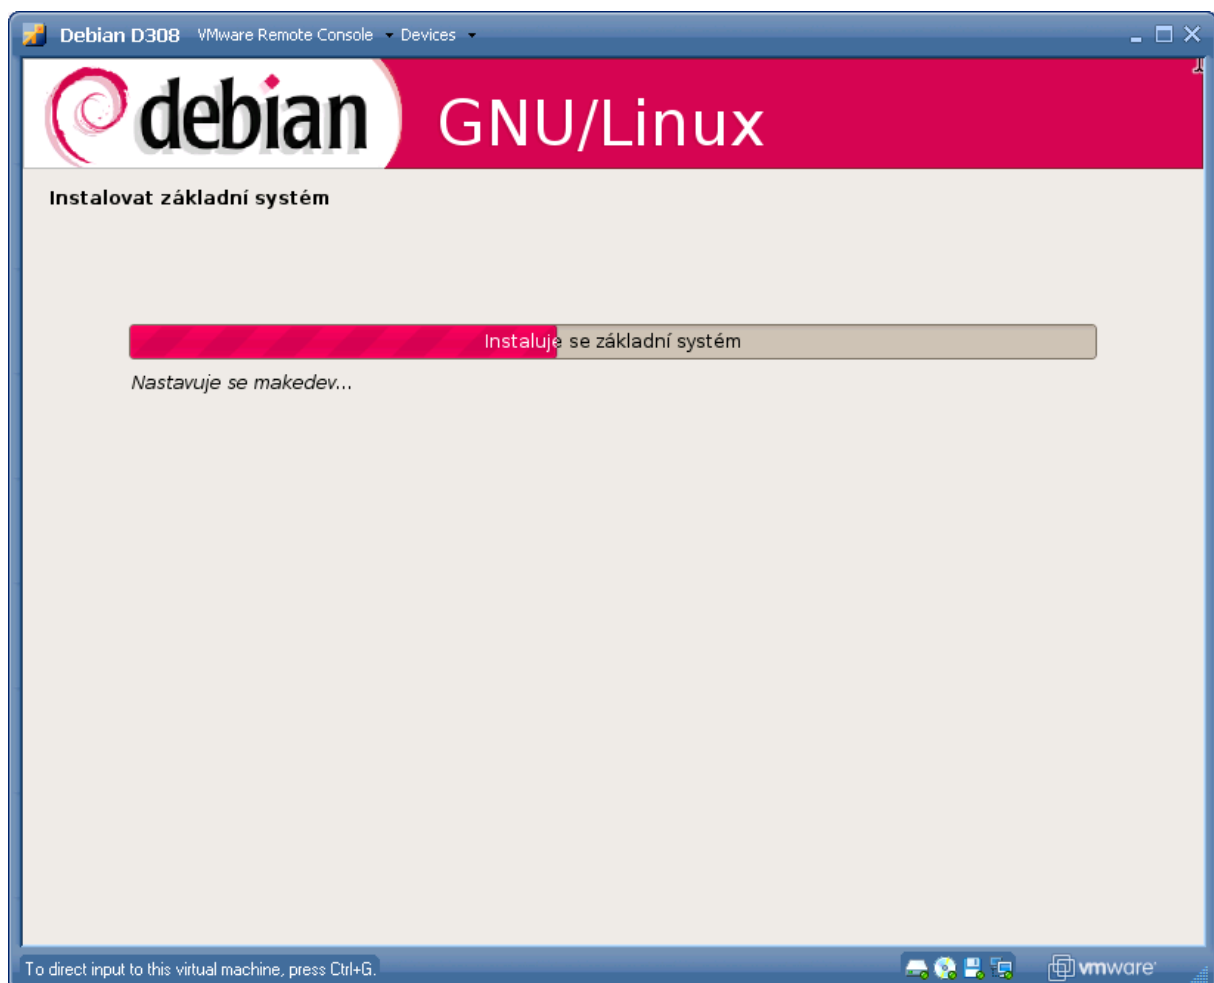 Debian D308 VMware Remote Console Devices
debian GNU/Linux
Instalovat základní systém
Instaluje se základní systém
Nastavuje se makedev...
To direct input to this virtual machine, press Ctrl+G.
vmware